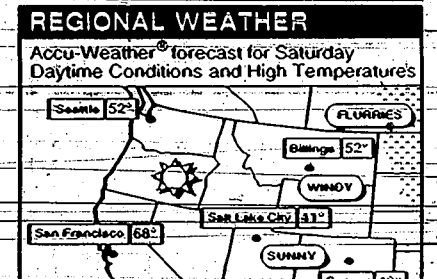 REGIONAL WEATHER
Accu-Weather® forecast for Saturday
Daytime Conditions and High Temperatures
Seattle 52°
FLURRIES
Billings 52°
WINDY
Salt Lake City 41°
San Francisco 68°
SUNNY